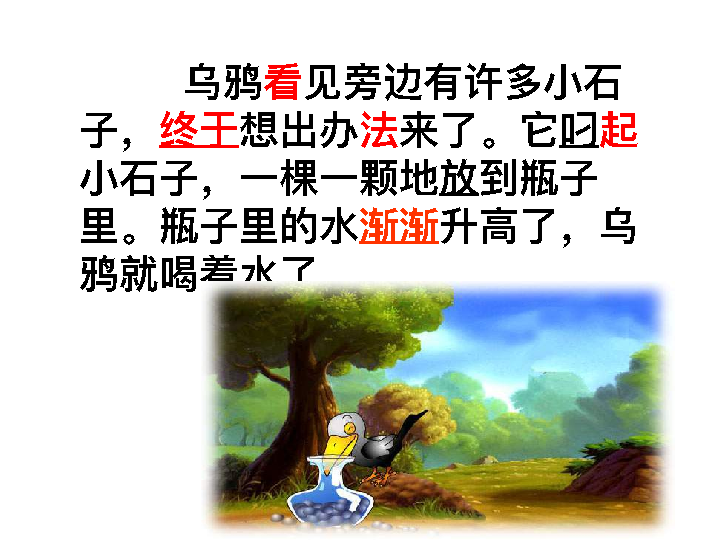 乌鸦看见旁边有许多小石
子，终于想出办法来了。它叼起
小石子，一棵一颗地放到瓶子
里。瓶子里的水渐渐升高了，乌
鸦就喝着水了